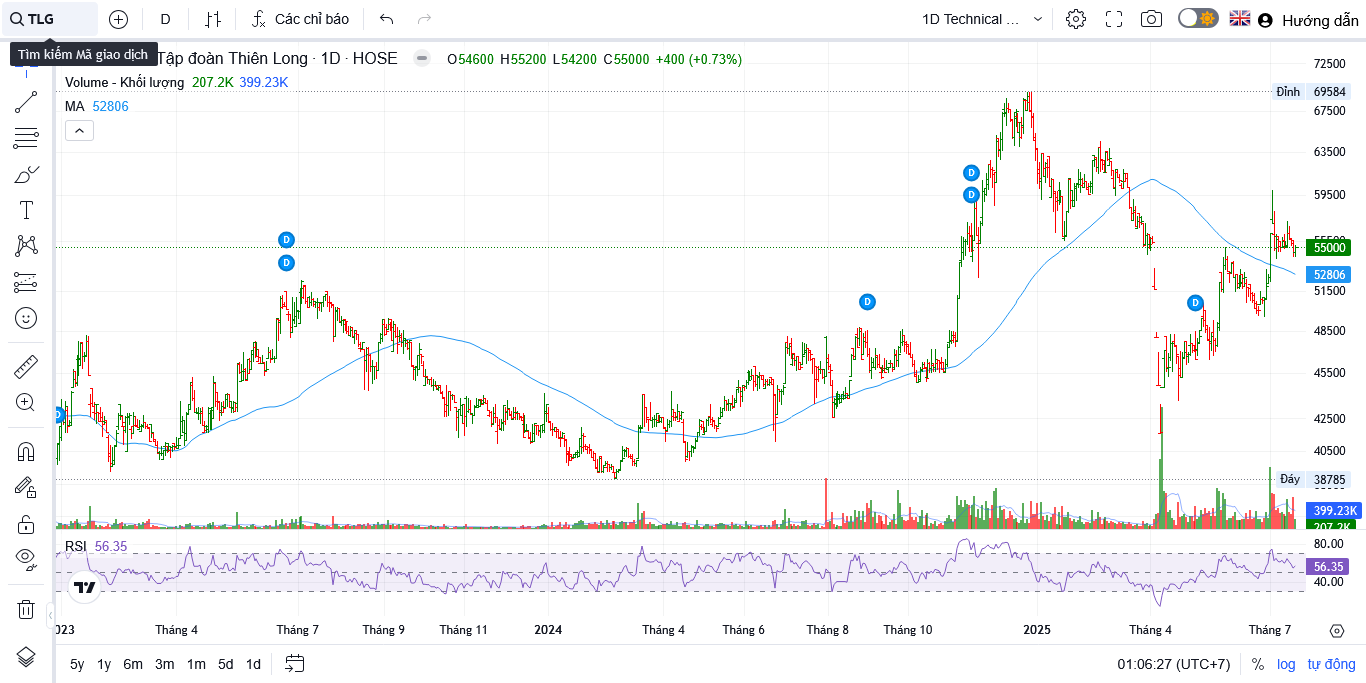 TLG
D
Các chỉ báo
1D Technical ...
Hướng dẫn
Tìm kiếm Mã giao dịch
Tập đoàn Thiên Long · 1D · HOSE
O54600 H55200 L54200 C55000 +400 (+0.73%)
Volume - Khối lượng 207.2K 399.23K
MA 52806
72500
Đỉnh 69584
67500
63500
59500
55500
55000
52806
51500
48500
45500
42500
40500
Đáy 38785
399.23K
207.2K
D
D
D
D
D
D
D
RSI 56.35
80.00
56.35
40.00
2023
Tháng 4
Tháng 7
Tháng 9
Tháng 11
2024
Tháng 4
Tháng 6
Tháng 8
Tháng 10
2025
Tháng 4
Tháng 7
5y 1y 6m 3m 1m 5d 1d
01:06:27 (UTC+7)
% log tự động